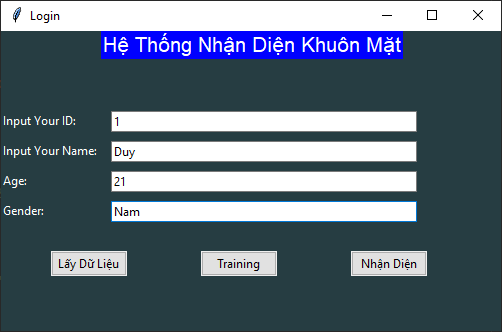 Login
Hệ Thống Nhận Diện Khuôn Mặt
Input Your ID: 1
Input Your Name: Duy
Age: 21
Gender: Nam
Lấy Dữ Liệu Training Nhận Diện